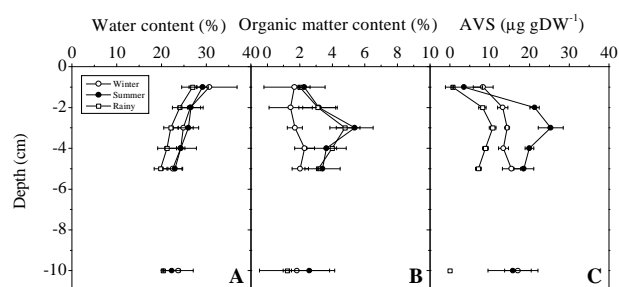 Water content (%) Organic matter content (%) AVS (µg gDW⁻¹)
0 10 20 30 40 0 2 4 6 8 10 0 10 20 30 40
0
-2
-4
-6
-8
-10
Depth (cm)
Winter
Summer
Rainy
A B C